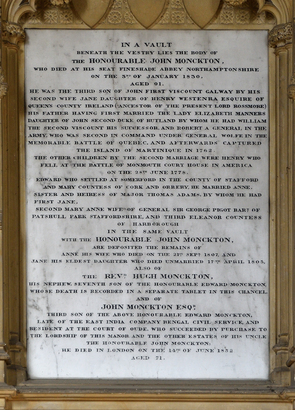 IN A VAULT
BENEATH THE VESTRY LIES THE BODY OF
THE HONOURABLE JOHN MONCKTON,
WHO DIED AT HIS SEAT FINESHADE ABBEY NORTHAMPTONSHIRE
ON THE 3RD OF JANUARY 1830.
AGED 91.
HE WAS THE THIRD SON OF JOHN FIRST VISCOUNT GALWAY BY HIS
SECOND WIFE JANE DAUGHTER OF HENRY WESTENRA ESQUIRE OF
QUEENS COUNTY IRELAND (ANCESTOR OF THE PRESENT LORD ROSSMORE)
HIS FATHER HAVING FIRST MARRIED THE LADY ELIZABETH MANNERS
DAUGHTER OF JOHN SECOND DUKE OF RUTLAND BY WHOM HE HAD WILLIAM
THE SECOND VISCOUNT HIS SUCCESSOR, AND ROBERT A GENERAL IN THE
ARMY, WHO WAS SECOND IN COMMAND UNDER GENERAL WOLFE IN THE
MEMORABLE BATTLE OF QUEBEC, AND AFTERWARDS CAPTURED
THE ISLAND OF MARTINIQUE IN 1762.
THE OTHER CHILDREN BY THE SECOND MARRIAGE WERE HENRY WHO
FELL AT THE BATTLE OF MONMOUTH COURT HOUSE IN AMERICA
ON THE 28TH JUNE 1778.
EDWARD WHO SETTLED AT SOMERFORD IN THE COUNTY OF STAFFORD
AND MARY COUNTESS OF CORK AND ORRERY, HE MARRIED ANNE,
SISTER AND HEIRESS OF MAJOR THOMAS ADAMS, BY WHOM HE HAD
FIRST JANE;
SECOND MARY ANNE WIFE OF GENERAL SIR GEORGE PIGOT BART OF
PATSHULL PARK STAFFORDSHIRE, AND THIRD ELEANOR COUNTESS
OF HARBOROUGH
IN THE SAME VAULT
WITH THE HONORABLE JOHN MONCKTON,
ARE DEPOSITED THE REMAINS OF
ANNE HIS WIFE WHO DIED ON THE 21ST SEPT 1807, AND
JANE HIS ELDEST DAUGHTER WHO DIED UNMARRIED 17TH APRIL 1803,
ALSO OF
THE REVD HUGH MONCKTON,
HIS NEPHEW, SEVENTH SON OF THE HONORABLE EDWARD MONCKTON,
WHOSE DEATH IS RECORDED IN A SEPARATE TABLET IN THIS CHANCEL
AND OF
JOHN MONCKTON ESQR
THIRD SON OF THE ABOVE HONOURABLE EDWARD MONCKTON,
LATE OF THE EAST INDIA COMPANY BENGAL CIVIL SERVICE, AND
RESIDENT AT THE COURT OF OUDE, WHO SUCCEEDED BY PURCHASE TO
THE LORDSHIP OF THIS MANOR AND THE OTHER ESTATES OF HIS UNCLE
THE HONOURABLE JOHN MONCKTON.
HE DIED IN LONDON ON THE 14TH OF JUNE 1832
AGED